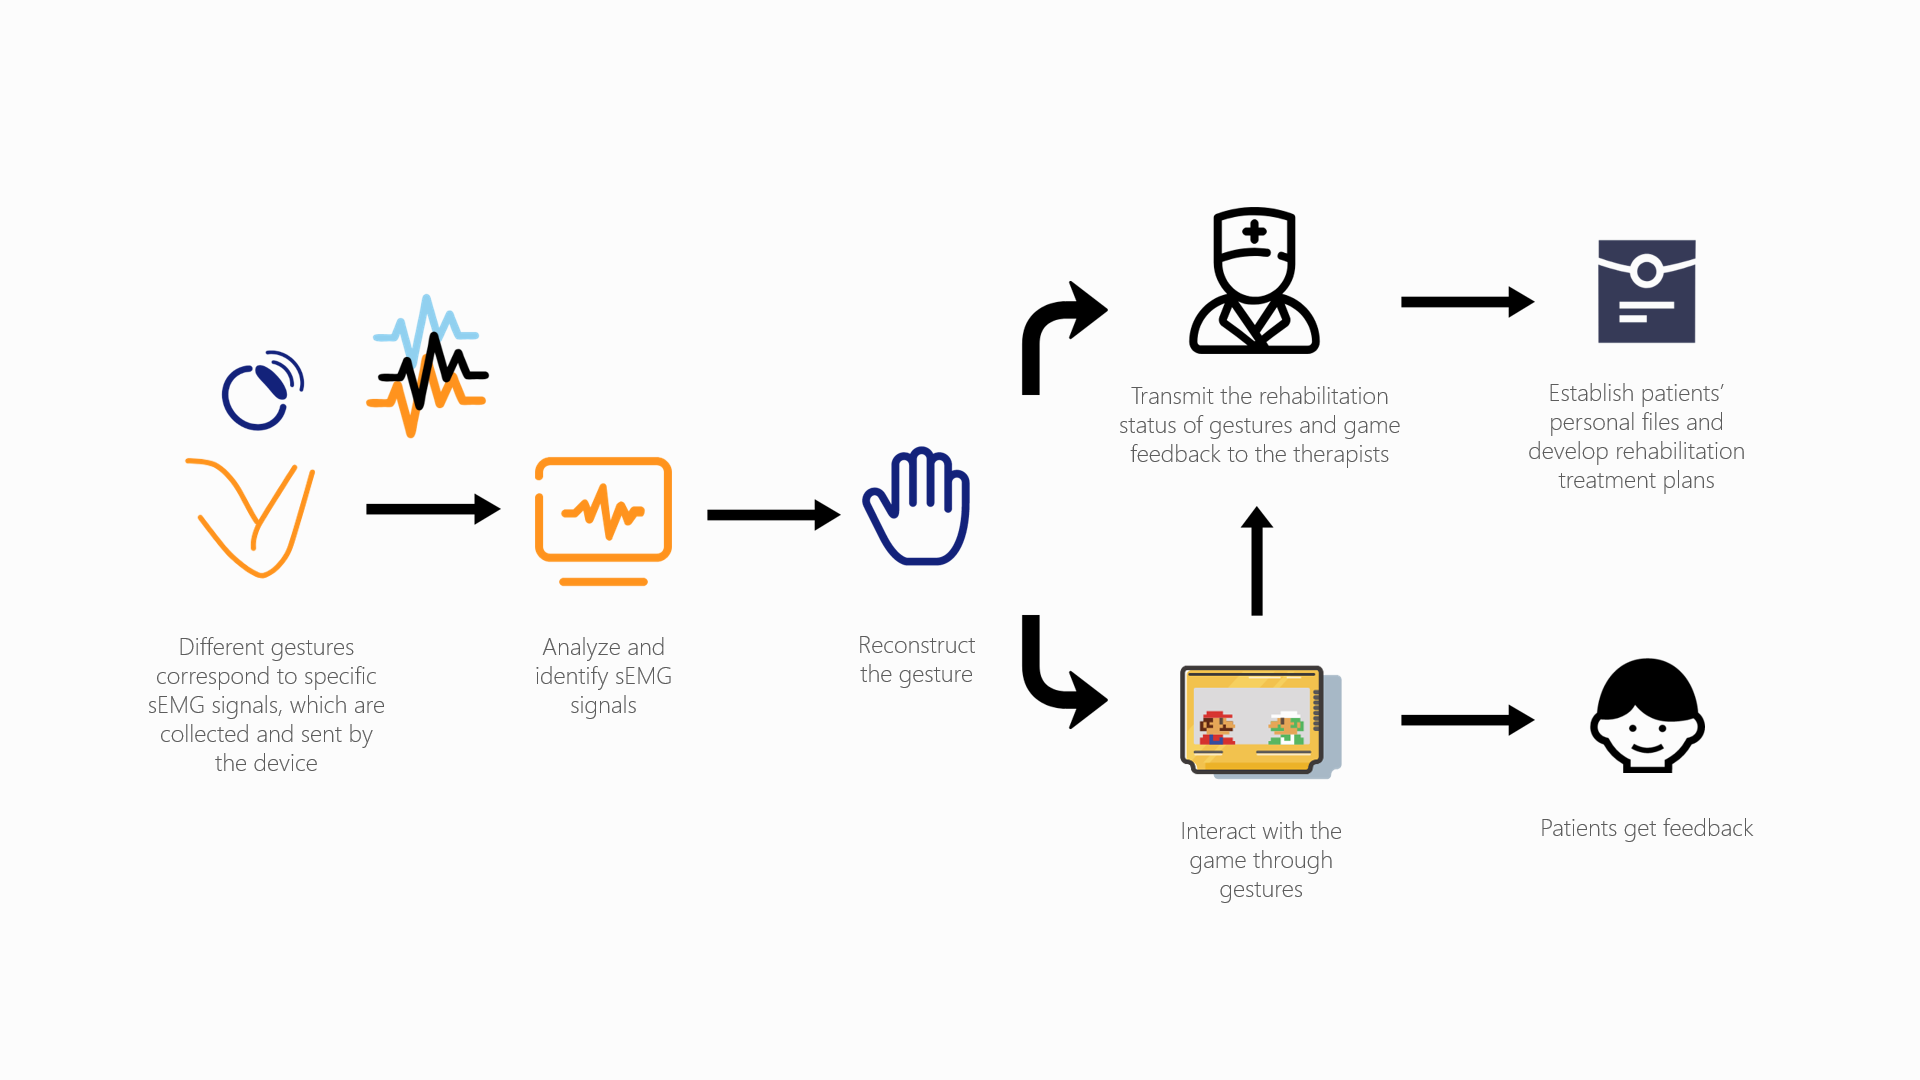 Different gestures
correspond to specific
sEMG signals, which are
collected and sent by
the device
Analyze and
identify sEMG
signals
Reconstruct
the gesture
Transmit the rehabilitation
status of gestures and game
feedback to the therapists
Establish patients’
personal files and
develop rehabilitation
treatment plans
Interact with the
game through
gestures
Patients get feedback